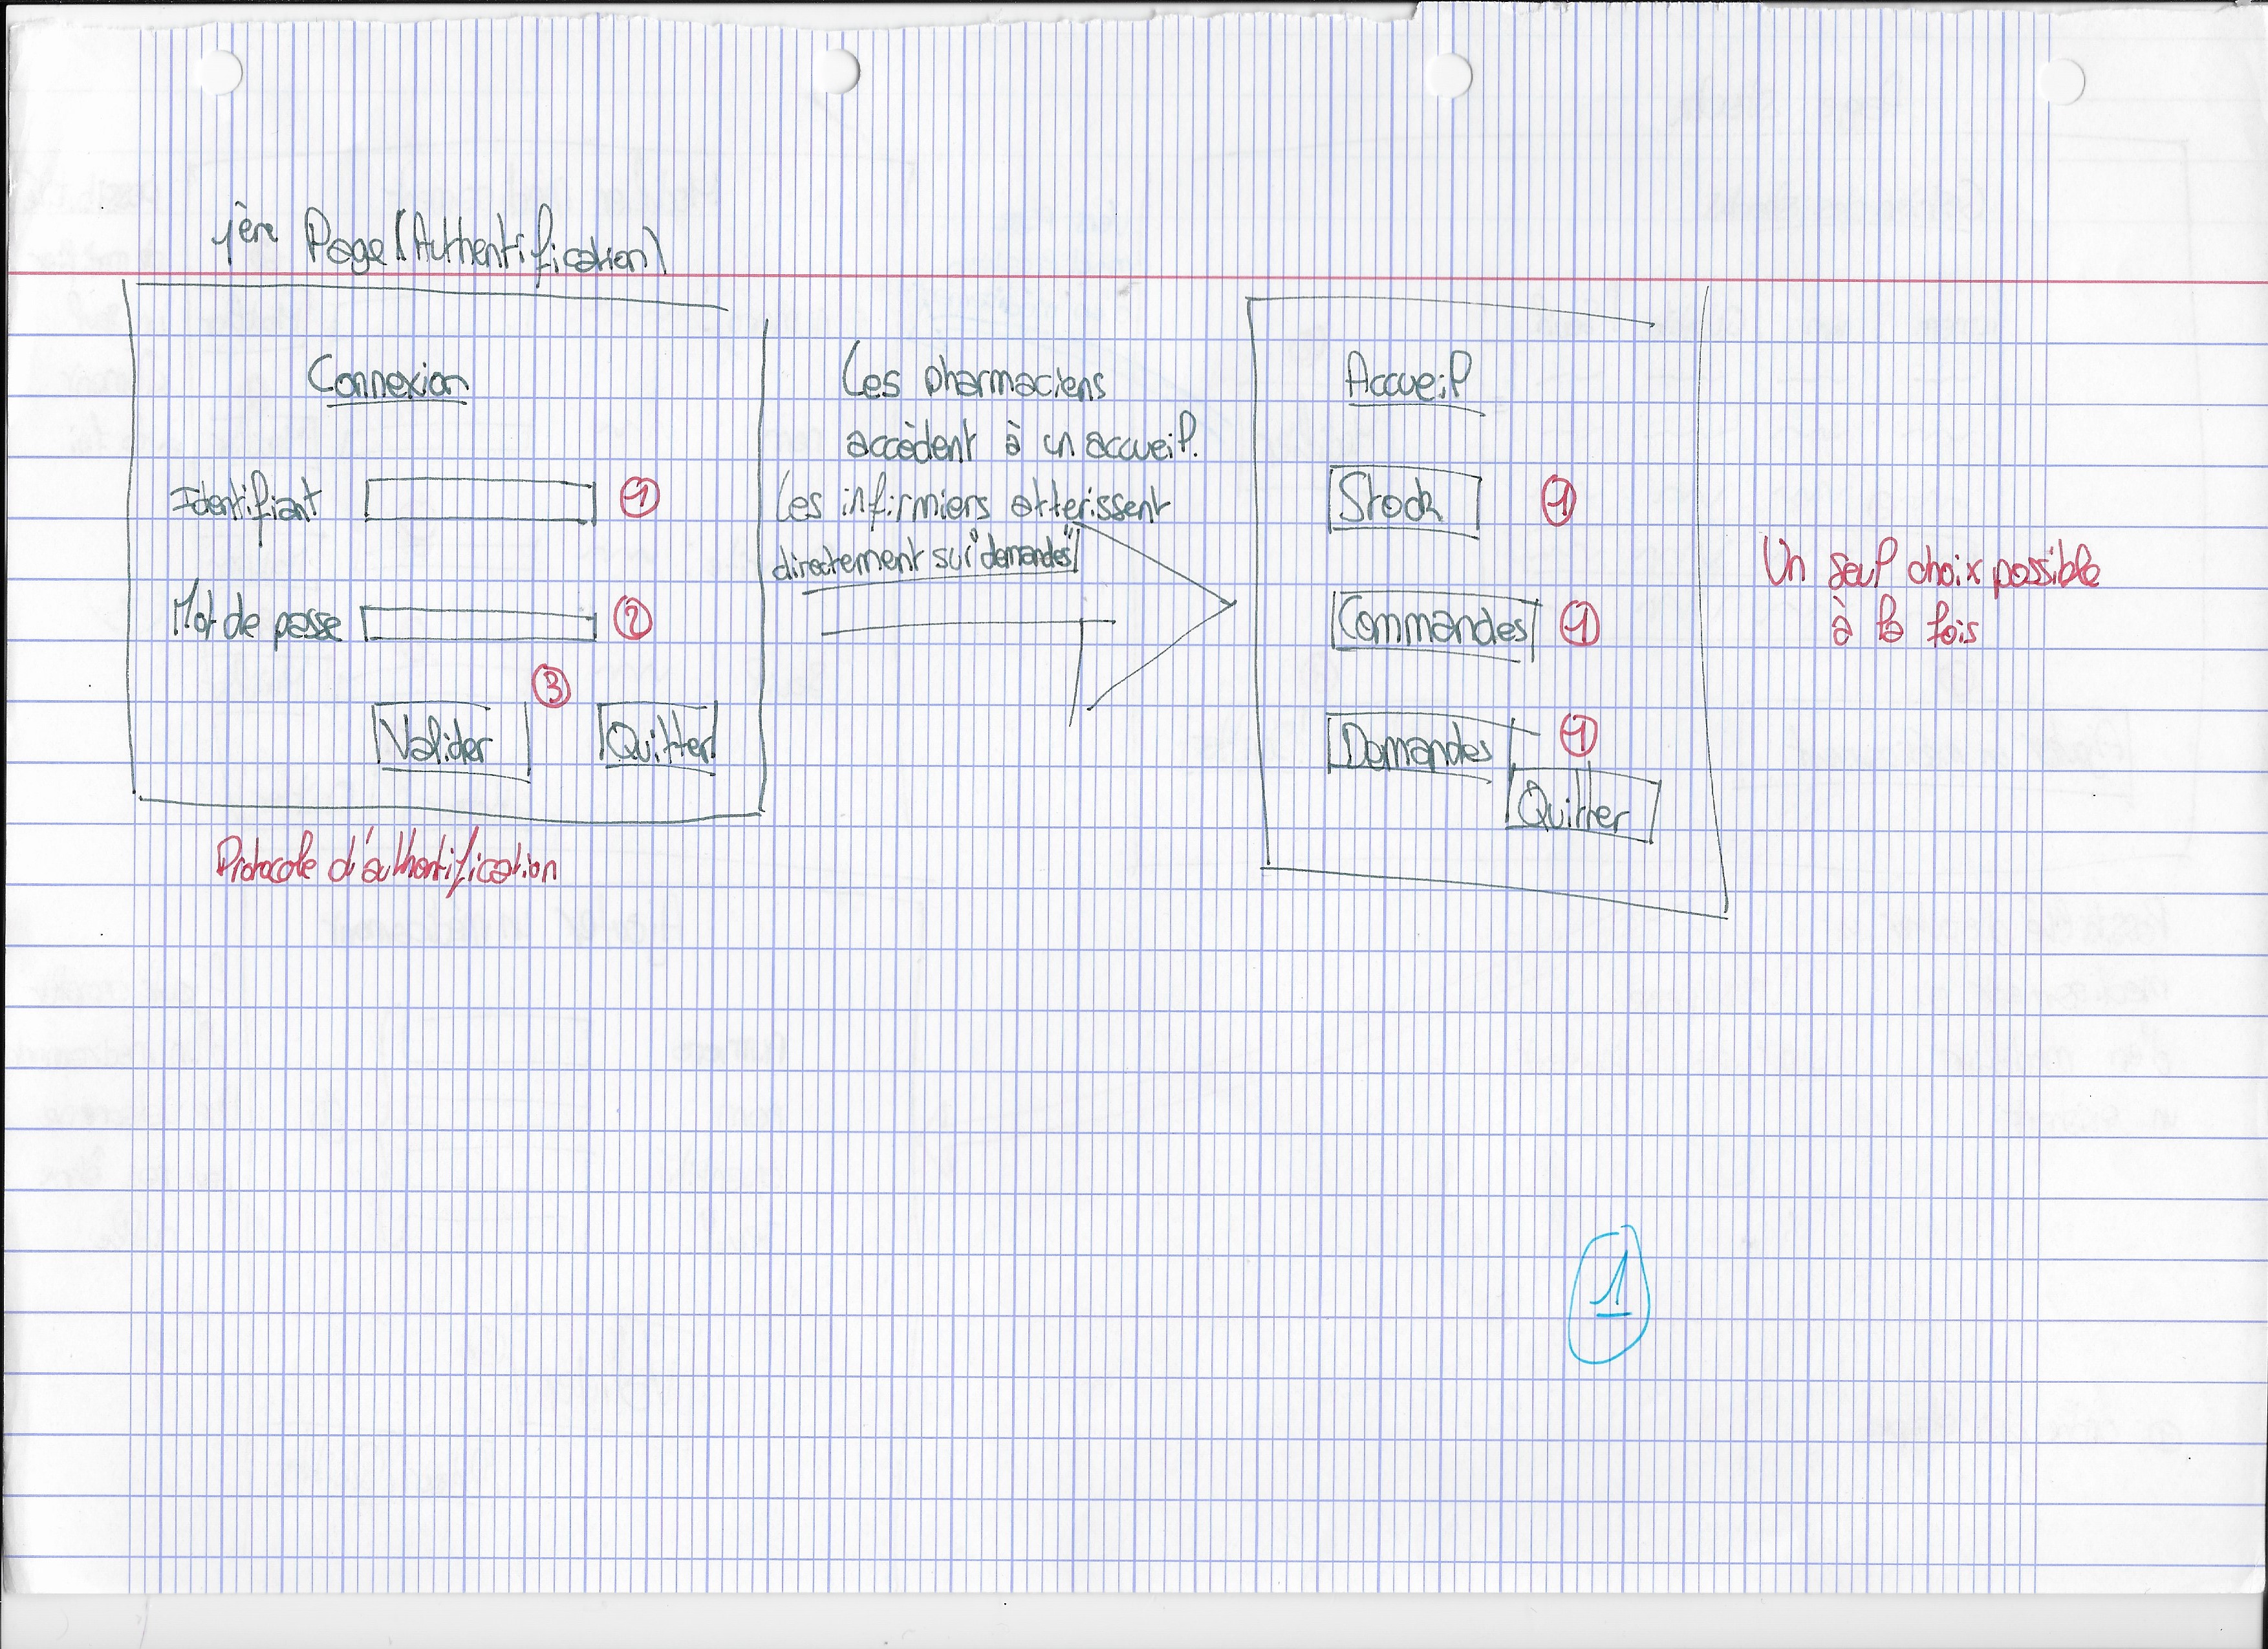 1ère Page (Authentification)
Connexion
Identifiant
1
Mot de passe
2
3
Valider
Quitter
Protocole d'authentification
Les pharmaciens
accèdent à un accueil.
Les infirmiers atterissent
directement sur "demandes"
Accueil
Stock
1
Commandes
1
Demandes
1
Quitter
Un seul choix possible
à la fois
1